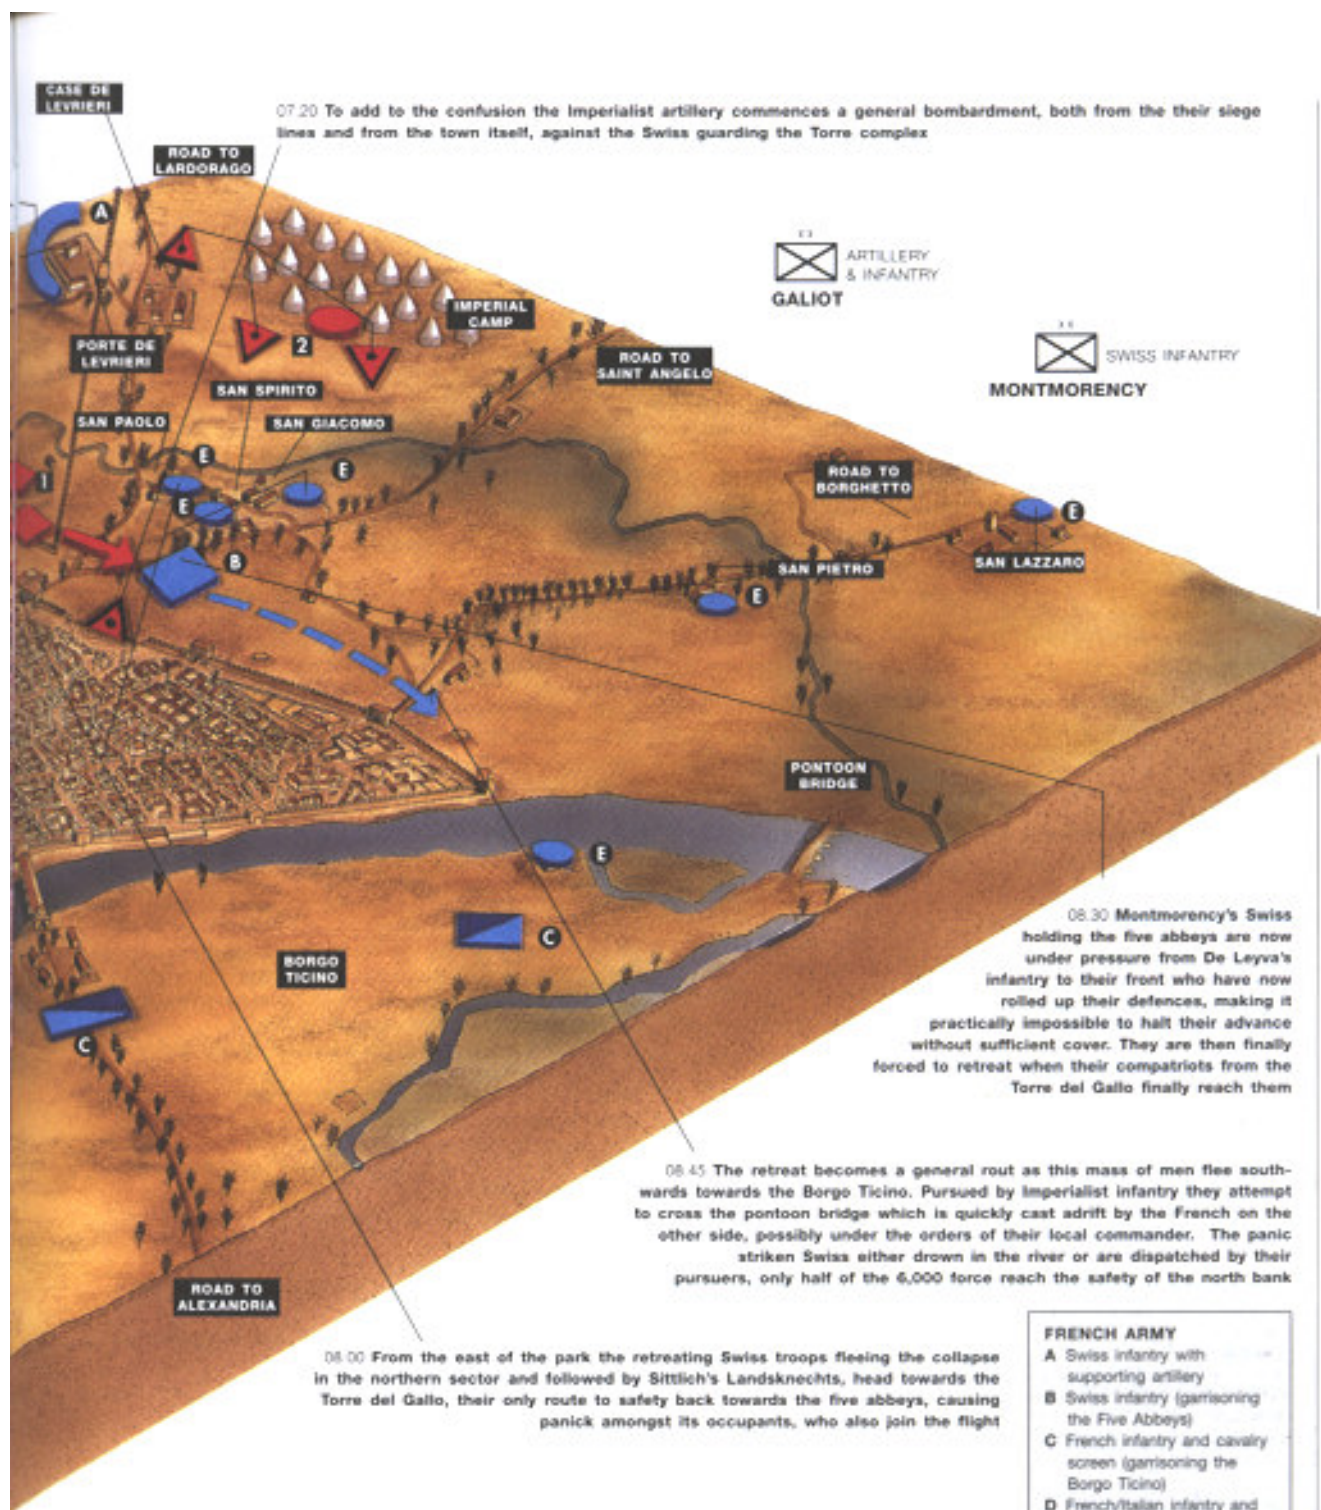 CASE DE
LEVRIERI
07.20 To add to the confusion the Imperialist artillery commences a general bombardment, both from the their siege
lines and from the town itself, against the Swiss guarding the Torre complex
ROAD TO
LARDORAGO
A
ARTILLERY
& INFANTRY
GALIOT
IMPERIAL
CAMP
2
PORTE DE
LEVRIERI
ROAD TO
SAINT ANGELO
SWISS INFANTRY
MONTMORENCY
SAN SPIRITO
SAN PAOLO
SAN GIACOMO
E
E
ROAD TO
BORGHETTO
1
E
E
B
SAN PIETRO
SAN LAZZARO
E
PONTOON
BRIDGE
E
C
BORGO
TICINO
C
08.30 Montmorency's Swiss
holding the five abbeys are now
under pressure from De Leyva's
infantry to their front who have now
rolled up their defences, making it
practically impossible to halt their advance
without sufficient cover. They are then finally
forced to retreat when their compatriots from the
Torre del Gallo finally reach them
08.45 The retreat becomes a general rout as this mass of men flee south-
wards towards the Borgo Ticino. Pursued by Imperialist infantry they attempt
to cross the pontoon bridge which is quickly cast adrift by the French on the
other side, possibly under the orders of their local commander. The panic
striken Swiss either drown in the river or are dispatched by their
pursuers, only half of the 6,000 force reach the safety of the north bank
ROAD TO
ALEXANDRIA
08.00 From the east of the park the retreating Swiss troops fleeing the collapse
in the northern sector and followed by Sittlich's Landsknechts, head towards the
Torre del Gallo, their only route to safety back towards the five abbeys, causing
panick amongst its occupants, who also join the flight
FRENCH ARMY
A Swiss infantry with
supporting artillery
B Swiss infantry (garrisoning
the Five Abbeys)
C French infantry and cavalry
screen (garrisoning the
Borgo Ticino)
D French/Italian infantry and